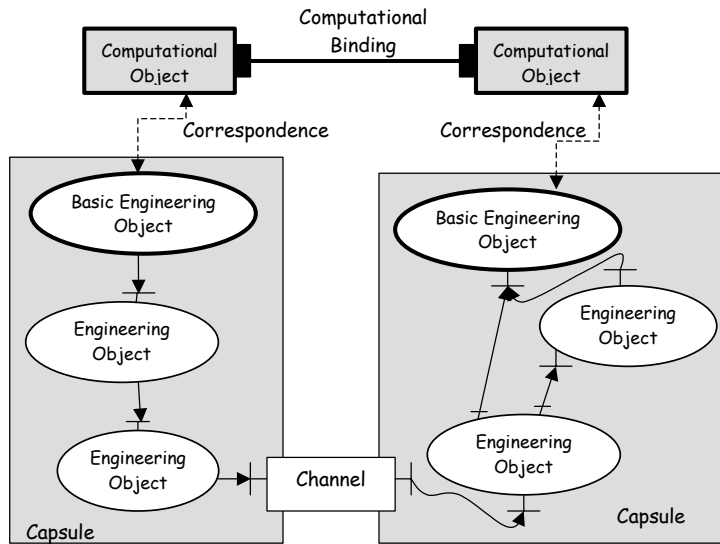 Computational
Binding
Computational
Object
Computational
Object
Correspondence
Correspondence
Basic Engineering
Object
Basic Engineering
Object
Engineering
Object
Engineering
Object
Engineering
Object
Engineering
Object
Channel
Capsule
Capsule